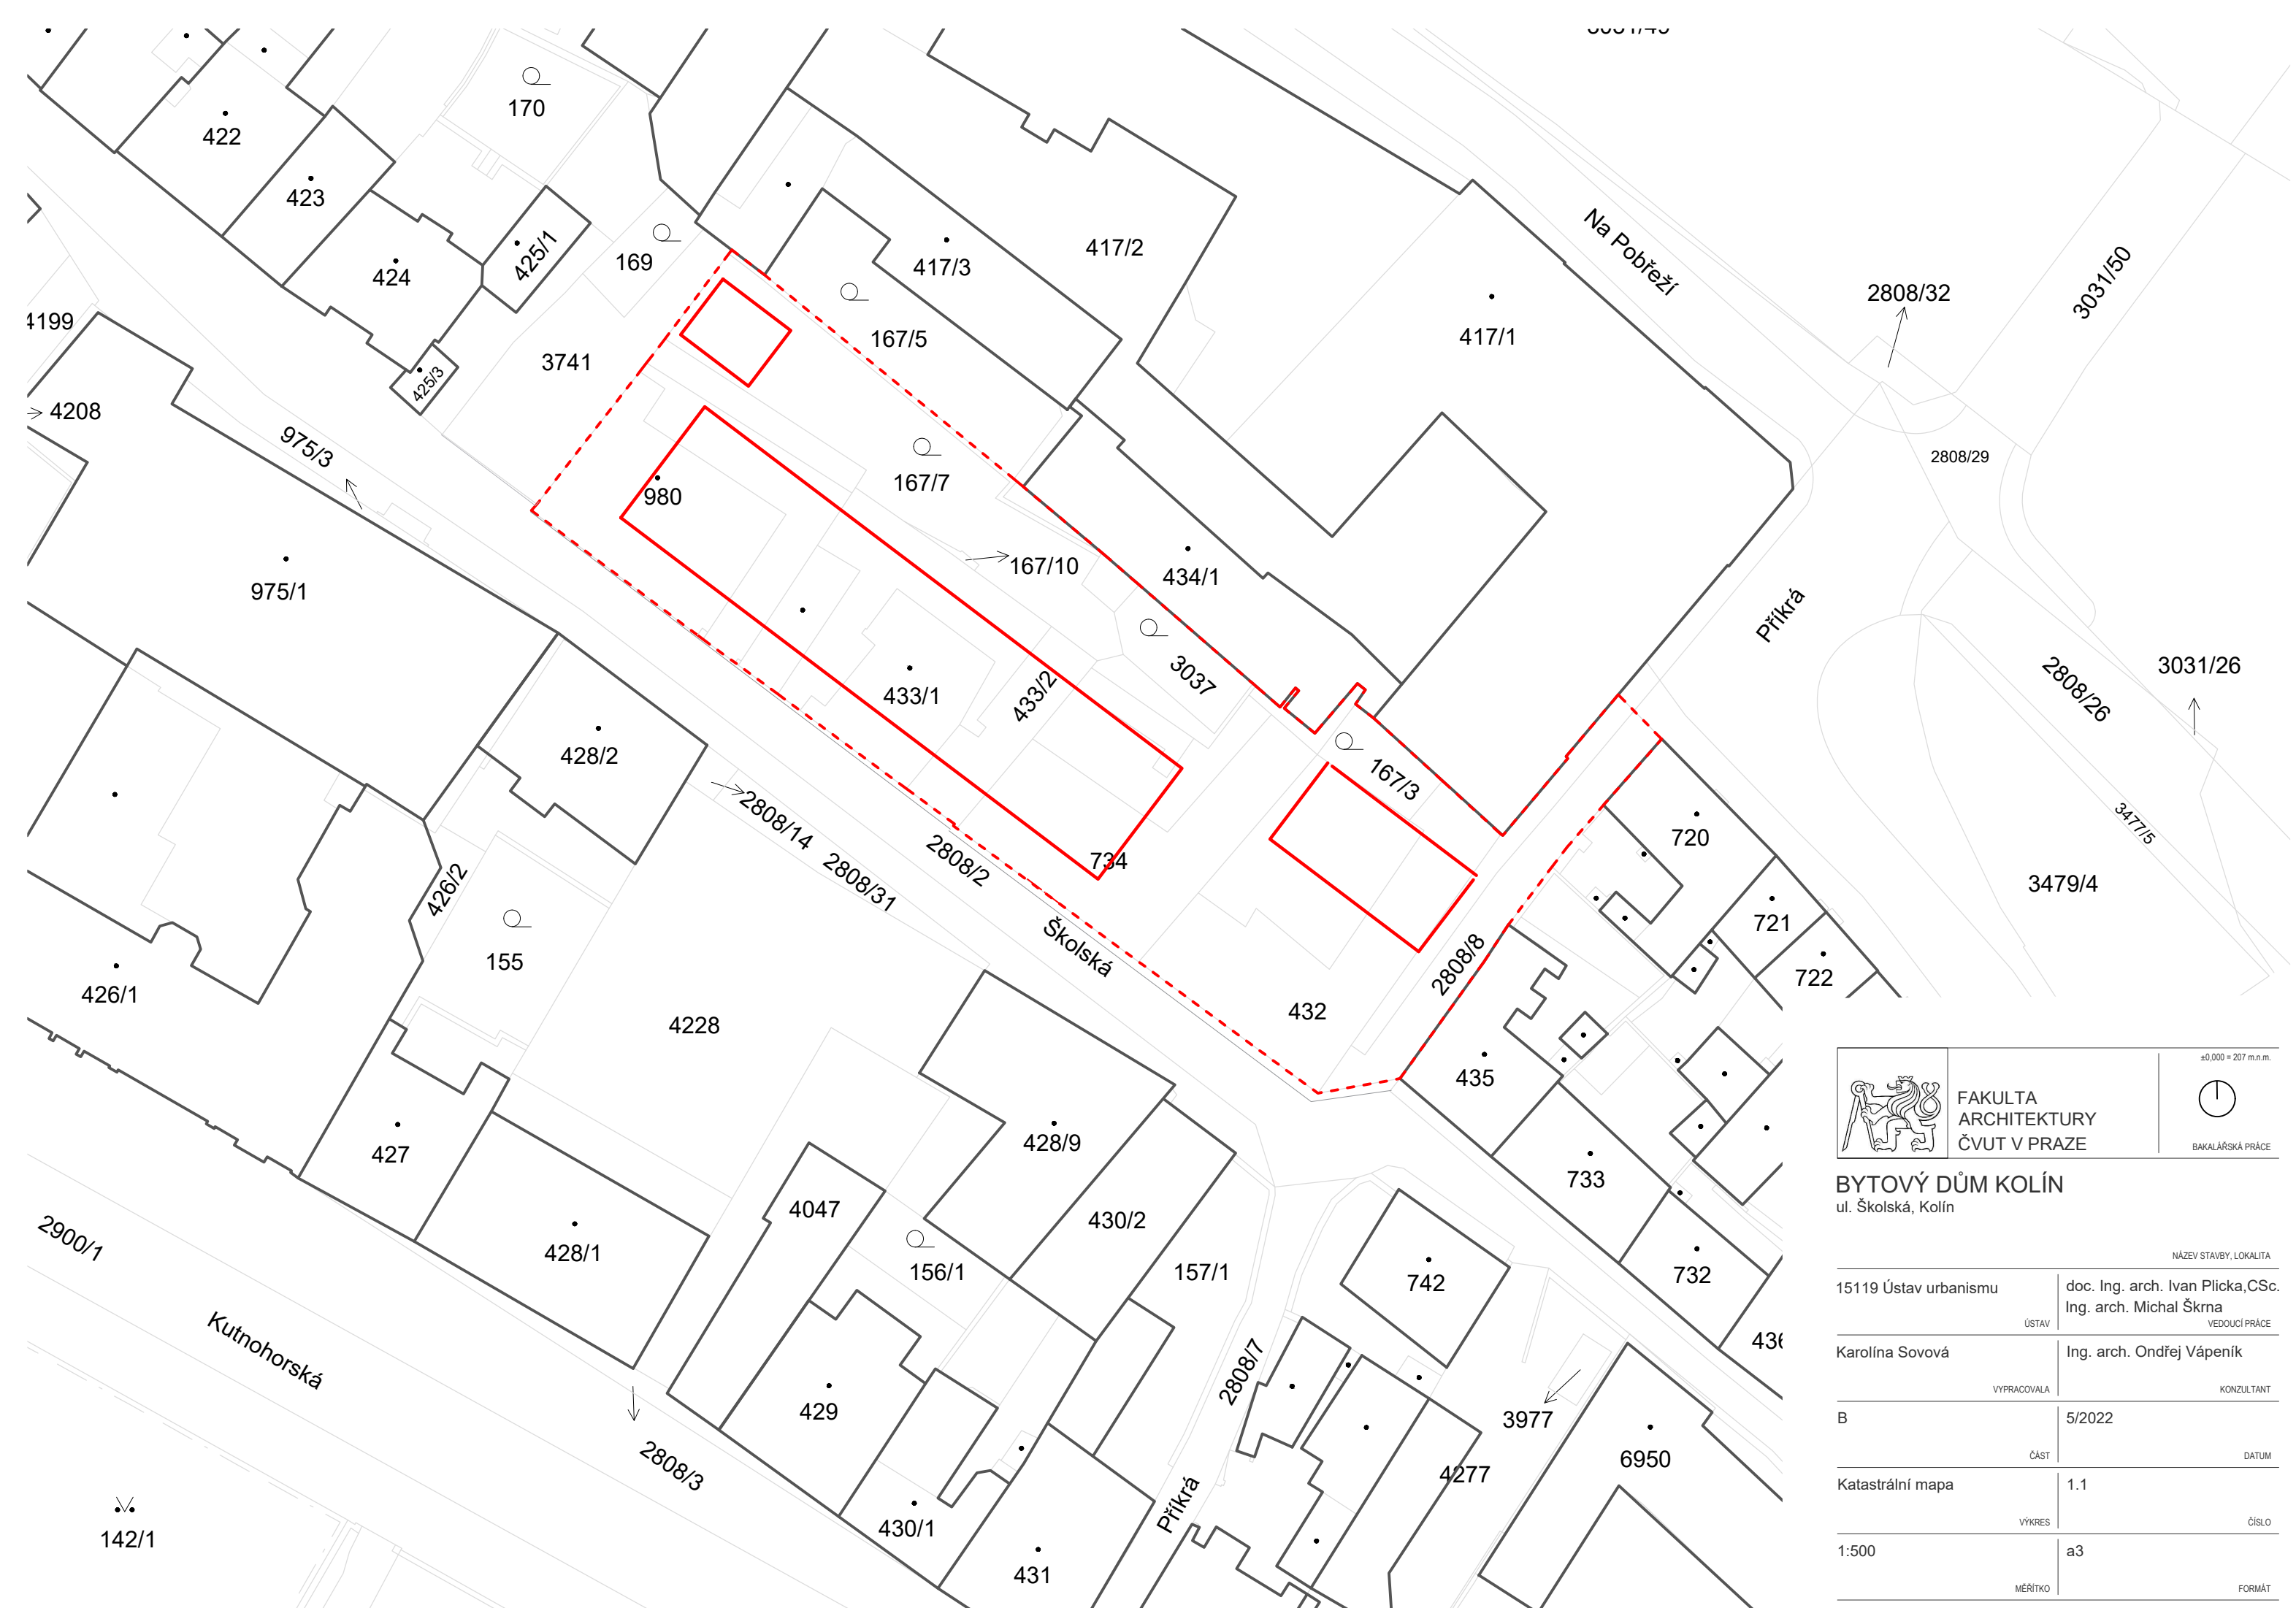 170
422
423
424
425/1
425/3
169
3741
4199
4208
975/3
975/1
417/3
417/2
417/1
167/5
167/7
167/10
980
434/1
3037
433/1
433/2
734
167/3
Na Pobřeží
2808/32
3031/50
2808/29
Příkrá
2808/26
3031/26
3477/5
3479/4
720
721
722
428/2
2808/14
2808/31
2808/2
Školská
2808/8
432
435
426/2
155
426/1
4228
427
428/1
428/9
4047
430/2
156/1
157/1
733
732
742
436
2900/1
Kutnohorská
2808/3
429
430/1
431
2808/7
Příkrá
3977
4277
6950
142/1
±0,000 = 207 m.n.m.
FAKULTA
ARCHITEKTURY
ČVUT V PRAZE
BAKALÁŘSKÁ PRÁCE
BYTOVÝ DŮM KOLÍN
ul. Školská, Kolín
NÁZEV STAVBY, LOKALITA
15119 Ústav urbanismu
ÚSTAV
doc. Ing. arch. Ivan Plicka,CSc.
Ing. arch. Michal Škrna
VEDOUCÍ PRÁCE
Karolína Sovová
VYPRACOVALA
Ing. arch. Ondřej Vápeník
KONZULTANT
B
ČÁST
5/2022
DATUM
Katastrální mapa
VÝKRES
1.1
ČÍSLO
1:500
MĚŘÍTKO
a3
FORMÁT